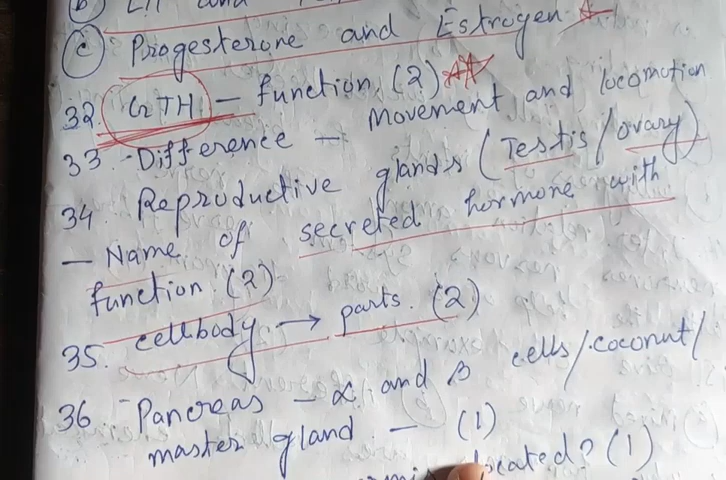 (b) LH and
(c) Progesterone and Estrogen
32. GTH – function (2)
33 - Difference – Movement and locomotion
34 Reproductive glands (Testis/ovary)
– Name of secreted hormone with
function. (2)
35. cellbody → parts. (2)
36 Pancreas – α and β cells/coconut/
master gland – (1)
located? (1)